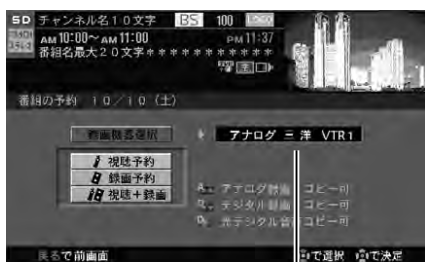 SD チャンネル名10文字 BS 100 LOGO
AM10:00~AM11:00 PM11:37
番組名最大20文字**********
番組の予約 10/10 (土)
録画機器選択
アナログ 三 洋 VTR1
視聴予約
録画予約
視聴+録画
アナログ録画 コピー可
デジタル録画 コピー可
光デジタル音声 コピー可
戻るで前画面 で選択 で決定